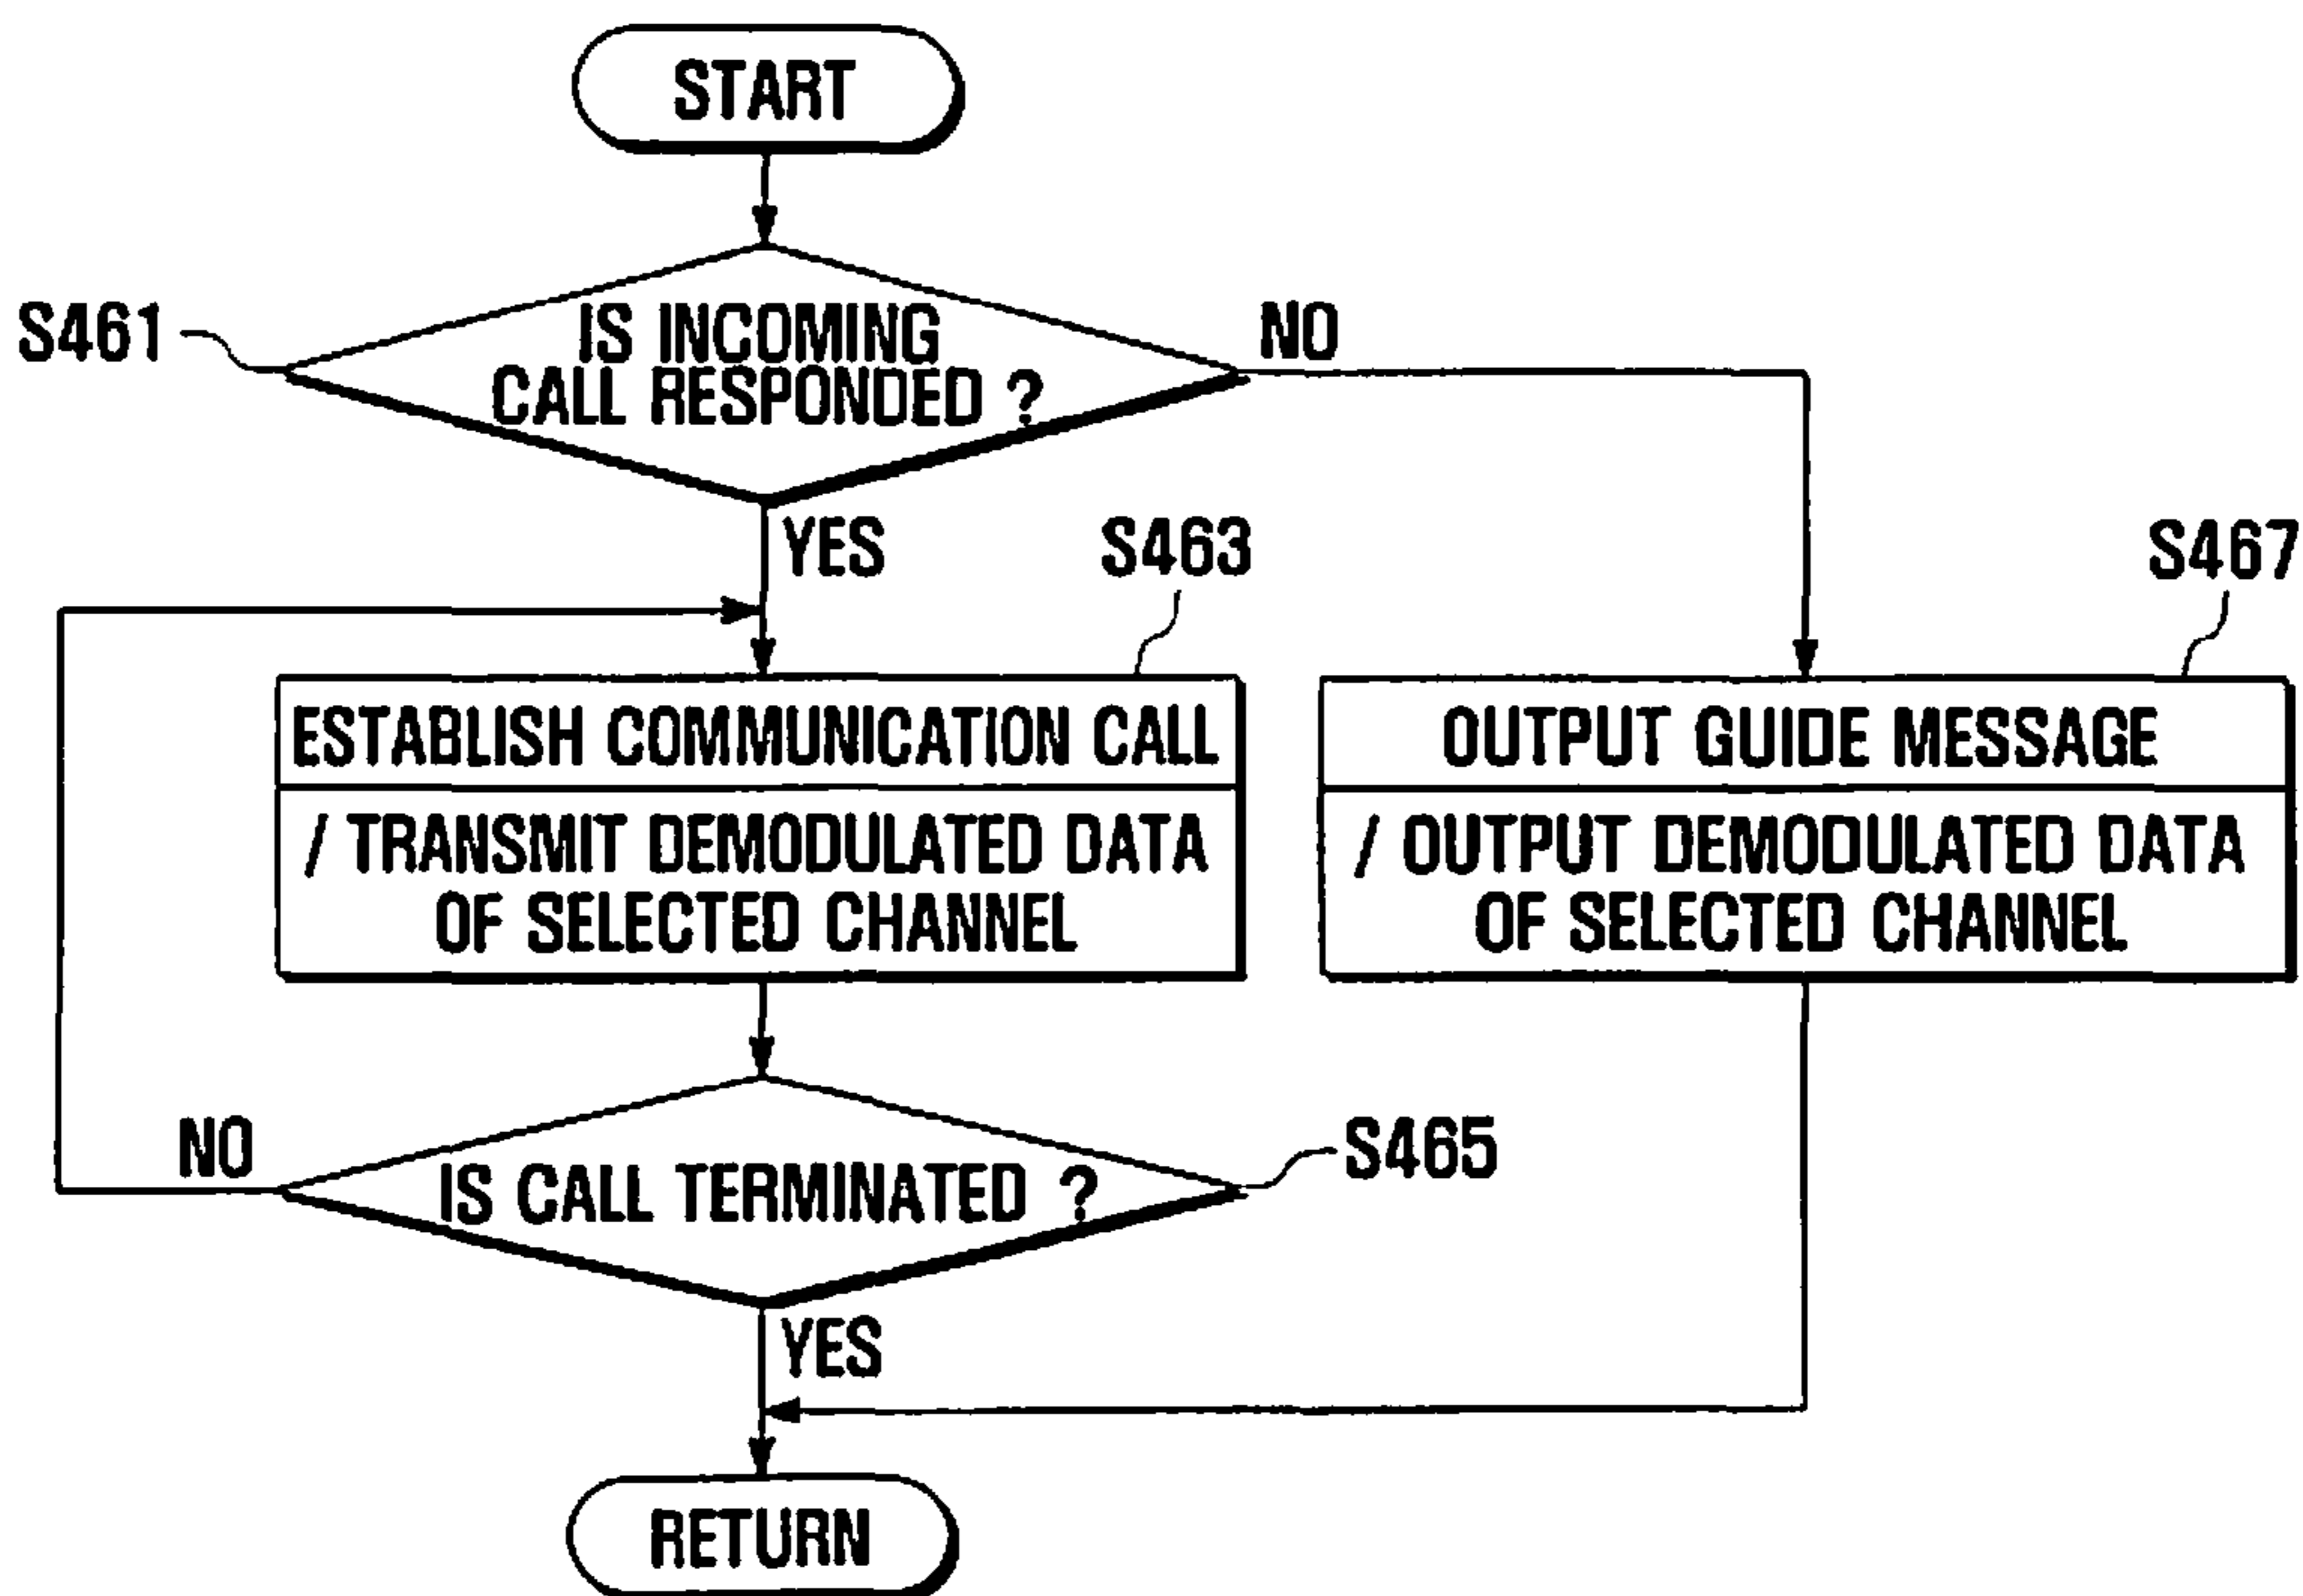 START
S461
IS INCOMING
CALL RESPONDED ?
NO
YES
S463
S467
ESTABLISH COMMUNICATION CALL
/ TRANSMIT DEMODULATED DATA
OF SELECTED CHANNEL
OUTPUT GUIDE MESSAGE
/ OUTPUT DEMODULATED DATA
OF SELECTED CHANNEL
NO
IS CALL TERMINATED ?
S465
YES
RETURN